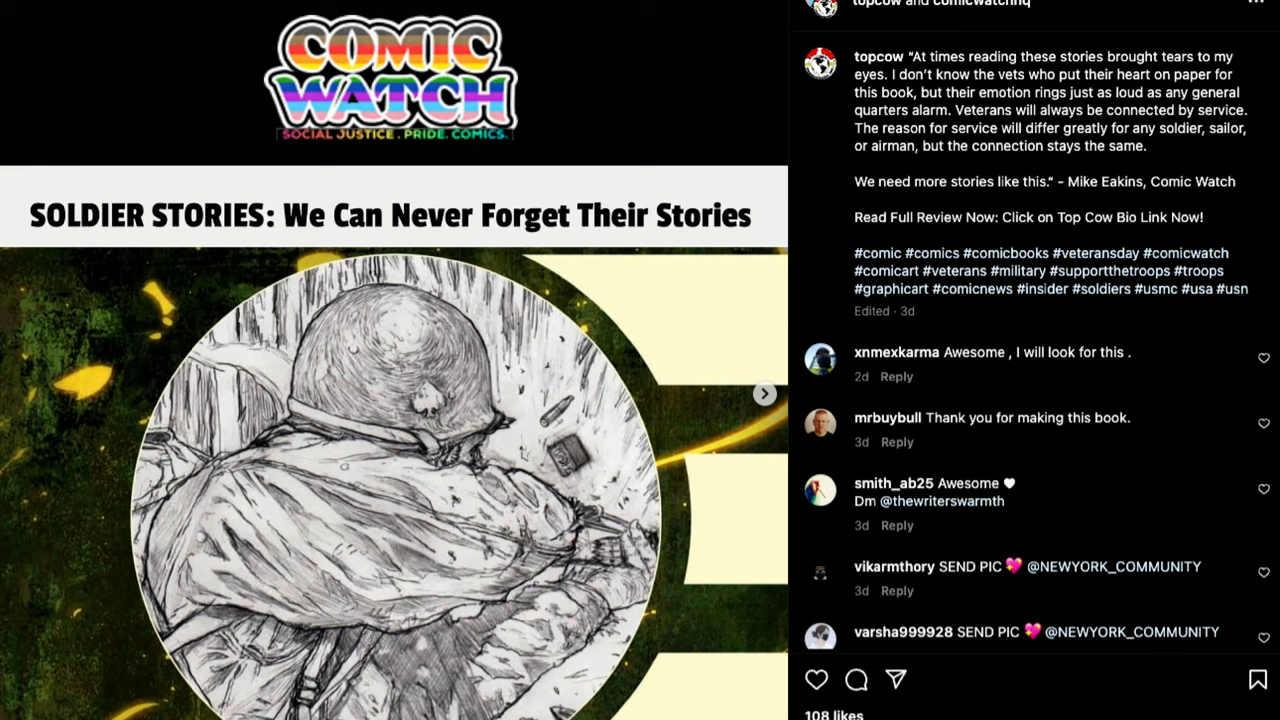 COMIC
WATCH
SOCIAL JUSTICE . PRIDE. COMICS.
SOLDIER STORIES: We Can Never Forget Their Stories
topcow and comicwatchhq
topcow “At times reading these stories brought tears to my
eyes. I don’t know the vets who put their heart on paper for
this book, but their emotion rings just as loud as any general
quarters alarm. Veterans will always be connected by service.
The reason for service will differ greatly for any soldier, sailor,
or airman, but the connection stays the same.
We need more stories like this.” - Mike Eakins, Comic Watch
Read Full Review Now: Click on Top Cow Bio Link Now!
#comic #comics #comicbooks #veteransday #comicwatch
#comicart #veterans #military #supportthetroops #troops
#graphicart #comicnews #insider #soldiers #usmc #usa #usn
Edited · 3d
xnmexkarma Awesome , I will look for this .
2d Reply
mrbuybull Thank you for making this book.
3d Reply
smith_ab25 Awesome 🤍
Dm @thewriterswarmth
3d Reply
vikarmthory SEND PIC 💖 @NEWYORK_COMMUNITY
3d Reply
varsha999928 SEND PIC 💖 @NEWYORK_COMMUNITY
108 likes